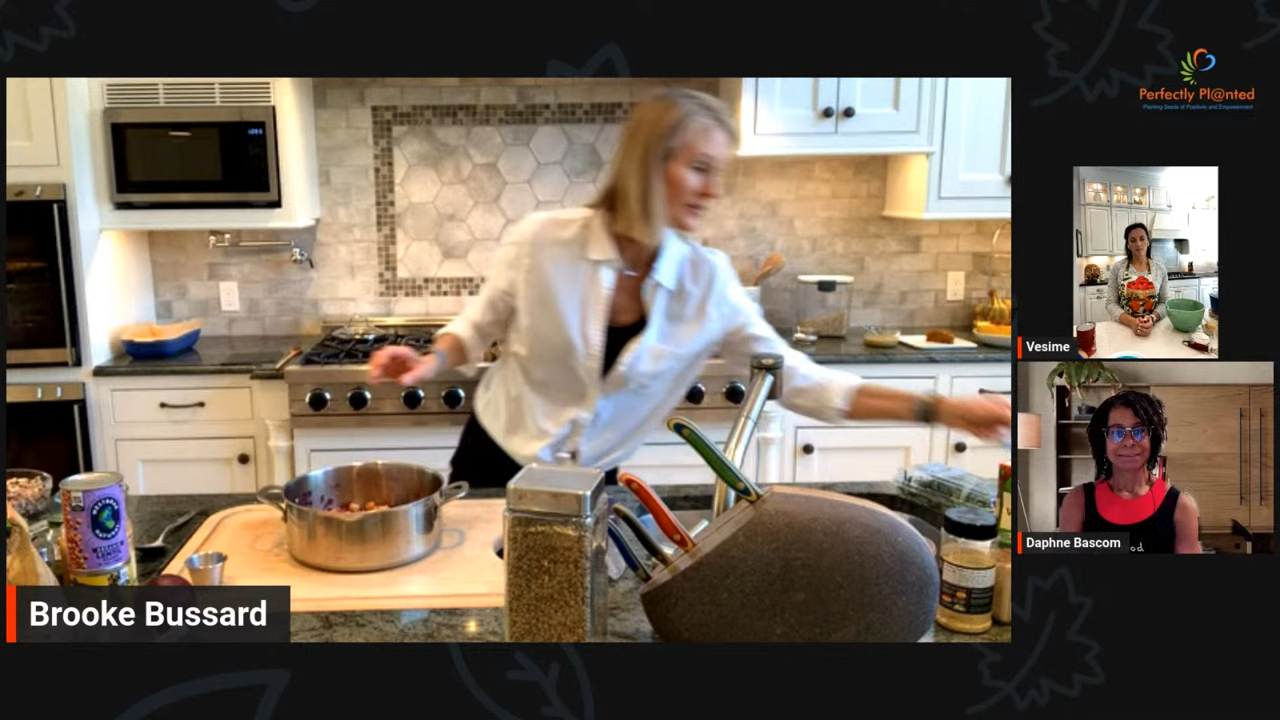 Perfectly Pl@nted
Planting Seeds of Positivity and Empowerment
Vesime
Daphne Bascom
Brooke Bussard